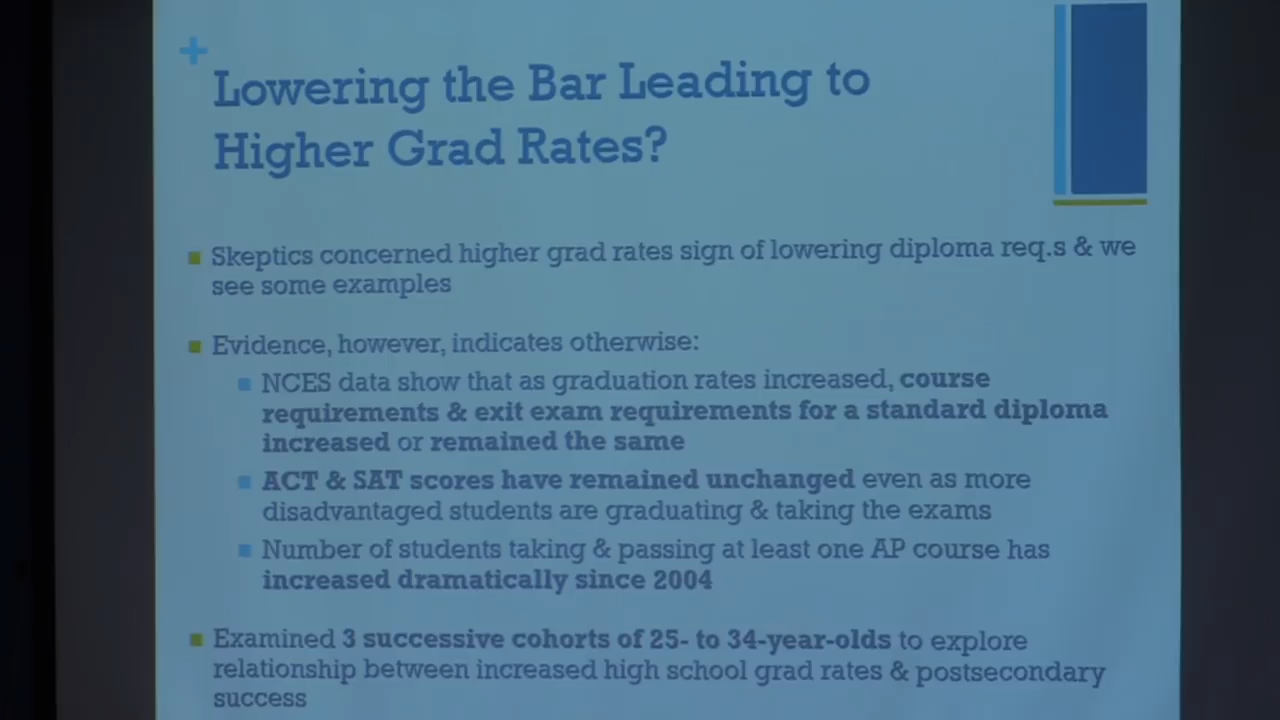 +
Lowering the Bar Leading to
Higher Grad Rates?
Skeptics concerned higher grad rates sign of lowering diploma req.s & we
see some examples
Evidence, however, indicates otherwise:
NCES data show that as graduation rates increased, course
requirements & exit exam requirements for a standard diploma
increased or remained the same
ACT & SAT scores have remained unchanged even as more
disadvantaged students are graduating & taking the exams
Number of students taking & passing at least one AP course has
increased dramatically since 2004
Examined 3 successive cohorts of 25- to 34-year-olds to explore
relationship between increased high school grad rates & postsecondary
success